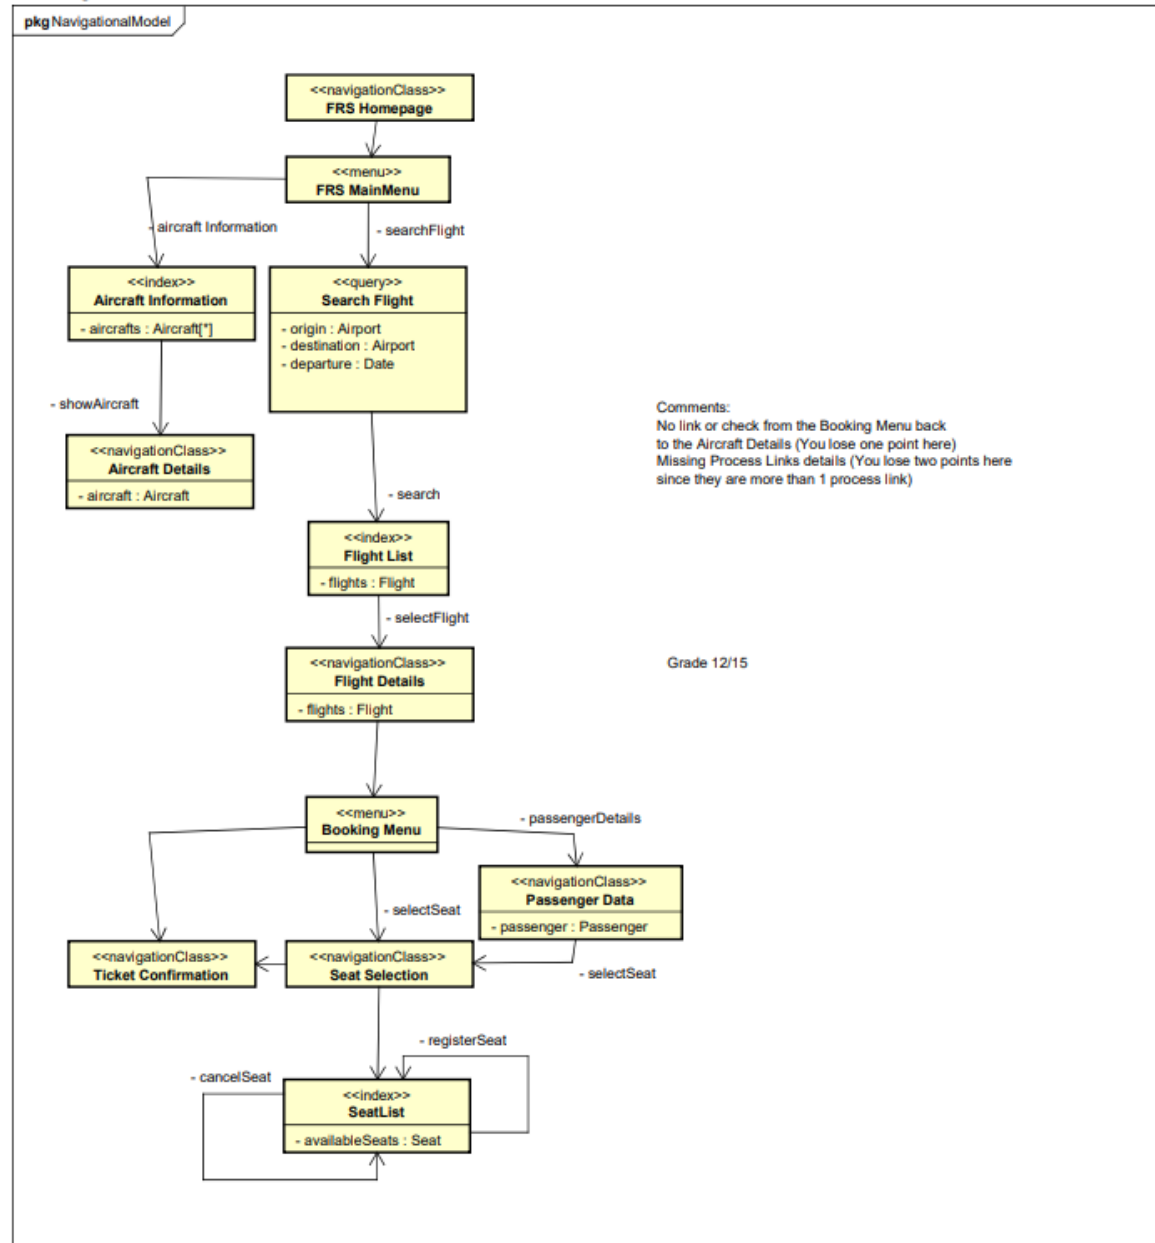 pkg NavigationalModel
<<navigationClass>>
FRS Homepage
<<menu>>
FRS MainMenu
- aircraft Information
- searchFlight
<<index>>
Aircraft Information
- aircrafts : Aircraft[*]
<<query>>
Search Flight
- origin : Airport
- destination : Airport
- departure : Date
- showAircraft
<<navigationClass>>
Aircraft Details
- aircraft : Aircraft
Comments:
No link or check from the Booking Menu back
to the Aircraft Details (You lose one point here)
Missing Process Links details (You lose two points here
since they are more than 1 process link)
- search
<<index>>
Flight List
- flights : Flight
- selectFlight
<<navigationClass>>
Flight Details
- flights : Flight
Grade 12/15
<<menu>>
Booking Menu
- passengerDetails
<<navigationClass>>
Passenger Data
- passenger : Passenger
- selectSeat
<<navigationClass>>
Ticket Confirmation
<<navigationClass>>
Seat Selection
- selectSeat
- registerSeat
- cancelSeat
<<index>>
SeatList
- availableSeats : Seat